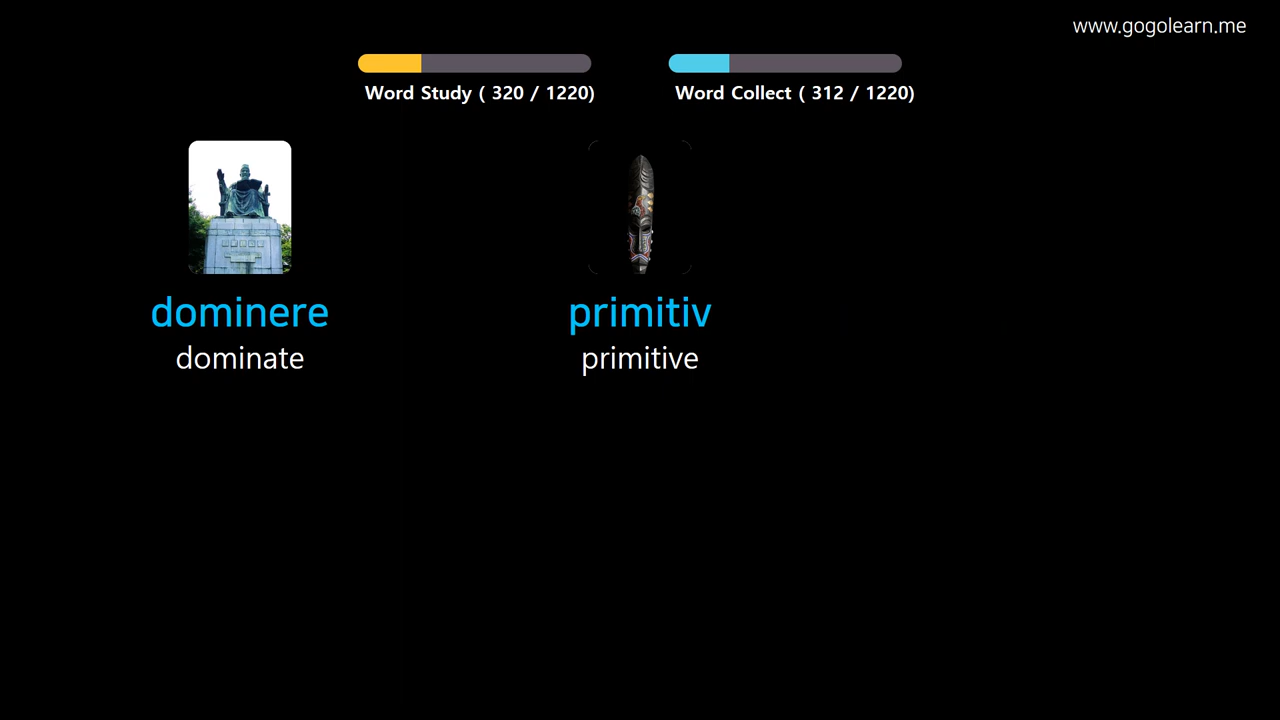 www.gogolearn.me
Word Study ( 320 / 1220)
Word Collect ( 312 / 1220)
dominere
dominate
primitiv
primitive